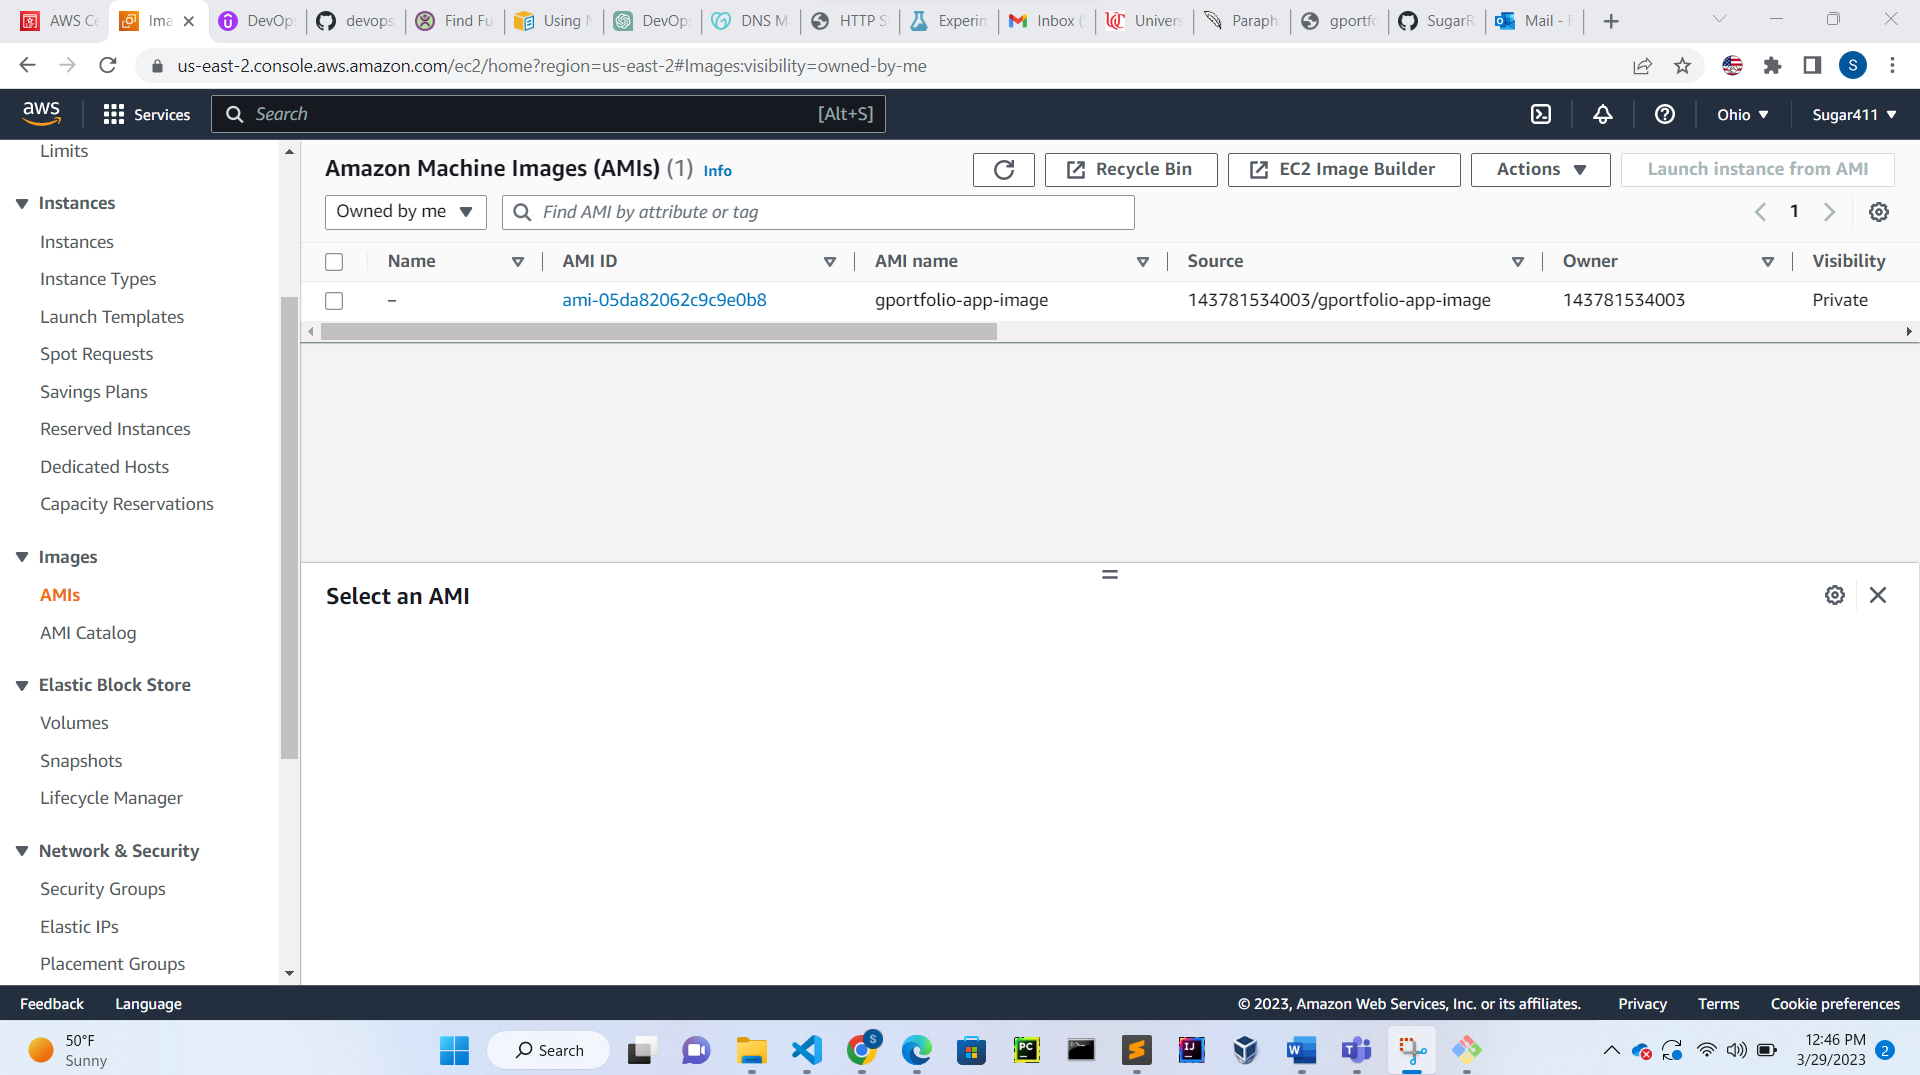 AWS Ce
Ima
DevOp
devops
Find Fu
Using N
DevOp
DNS M
HTTP S
Experim
Inbox (
Univers
Paraph
gportfo
SugarR
Mail -
us-east-2.console.aws.amazon.com/ec2/home?region=us-east-2#Images:visibility=owned-by-me
S
aws
Services
Search
[Alt+S]
Ohio
Sugar411
Limits
Instances
Instances
Instance Types
Launch Templates
Spot Requests
Savings Plans
Reserved Instances
Dedicated Hosts
Capacity Reservations
Images
AMIs
AMI Catalog
Elastic Block Store
Volumes
Snapshots
Lifecycle Manager
Network & Security
Security Groups
Elastic IPs
Placement Groups
Amazon Machine Images (AMIs) (1) Info
Recycle Bin
EC2 Image Builder
Actions
Launch instance from AMI
Owned by me
Find AMI by attribute or tag
1
Name AMI ID AMI name Source Owner Visibility
– ami-05da82062c9c9e0b8 gportfolio-app-image 143781534003/gportfolio-app-image 143781534003 Private
Select an AMI
Feedback Language © 2023, Amazon Web Services, Inc. or its affiliates. Privacy Terms Cookie preferences
50°F
Sunny
Search
S
PC
IJ
W
12:46 PM
3/29/2023
2